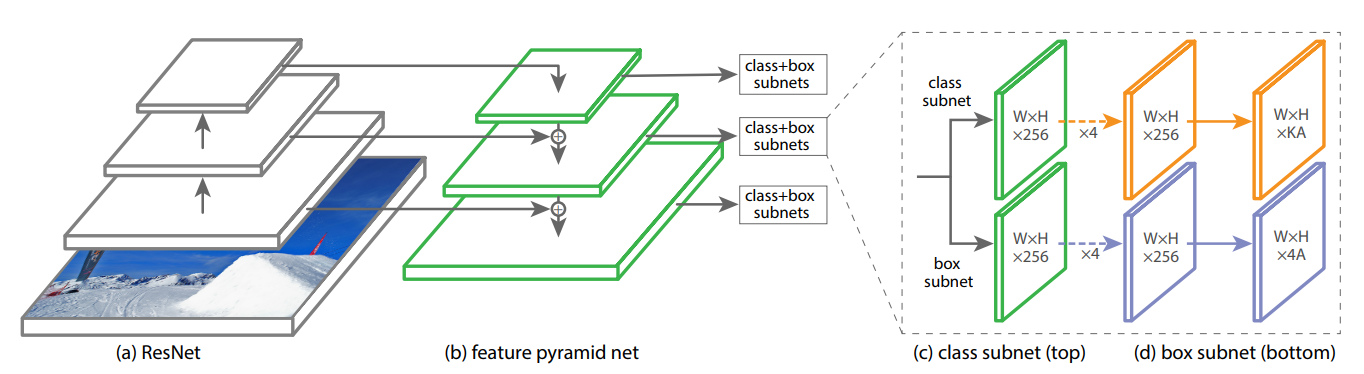 class+box
subnets
class+box
subnets
class+box
subnets
class
subnet
W×H
×256
×4
W×H
×256
W×H
×KA
box
subnet
W×H
×256
×4
W×H
×256
W×H
×4A
(a) ResNet
(b) feature pyramid net
(c) class subnet (top)
(d) box subnet (bottom)